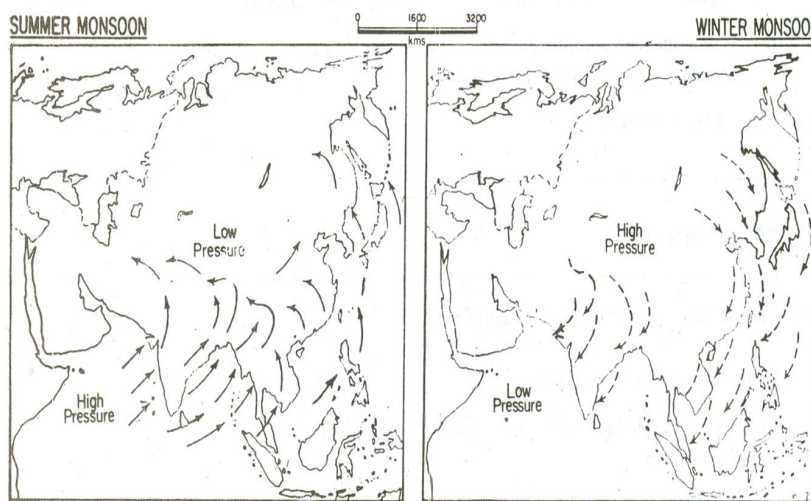 SUMMER MONSOON
0 1600 3200
kms
WINTER MONSOO
Low
Pressure
High
Pressure
High
Pressure
Low
Pressure